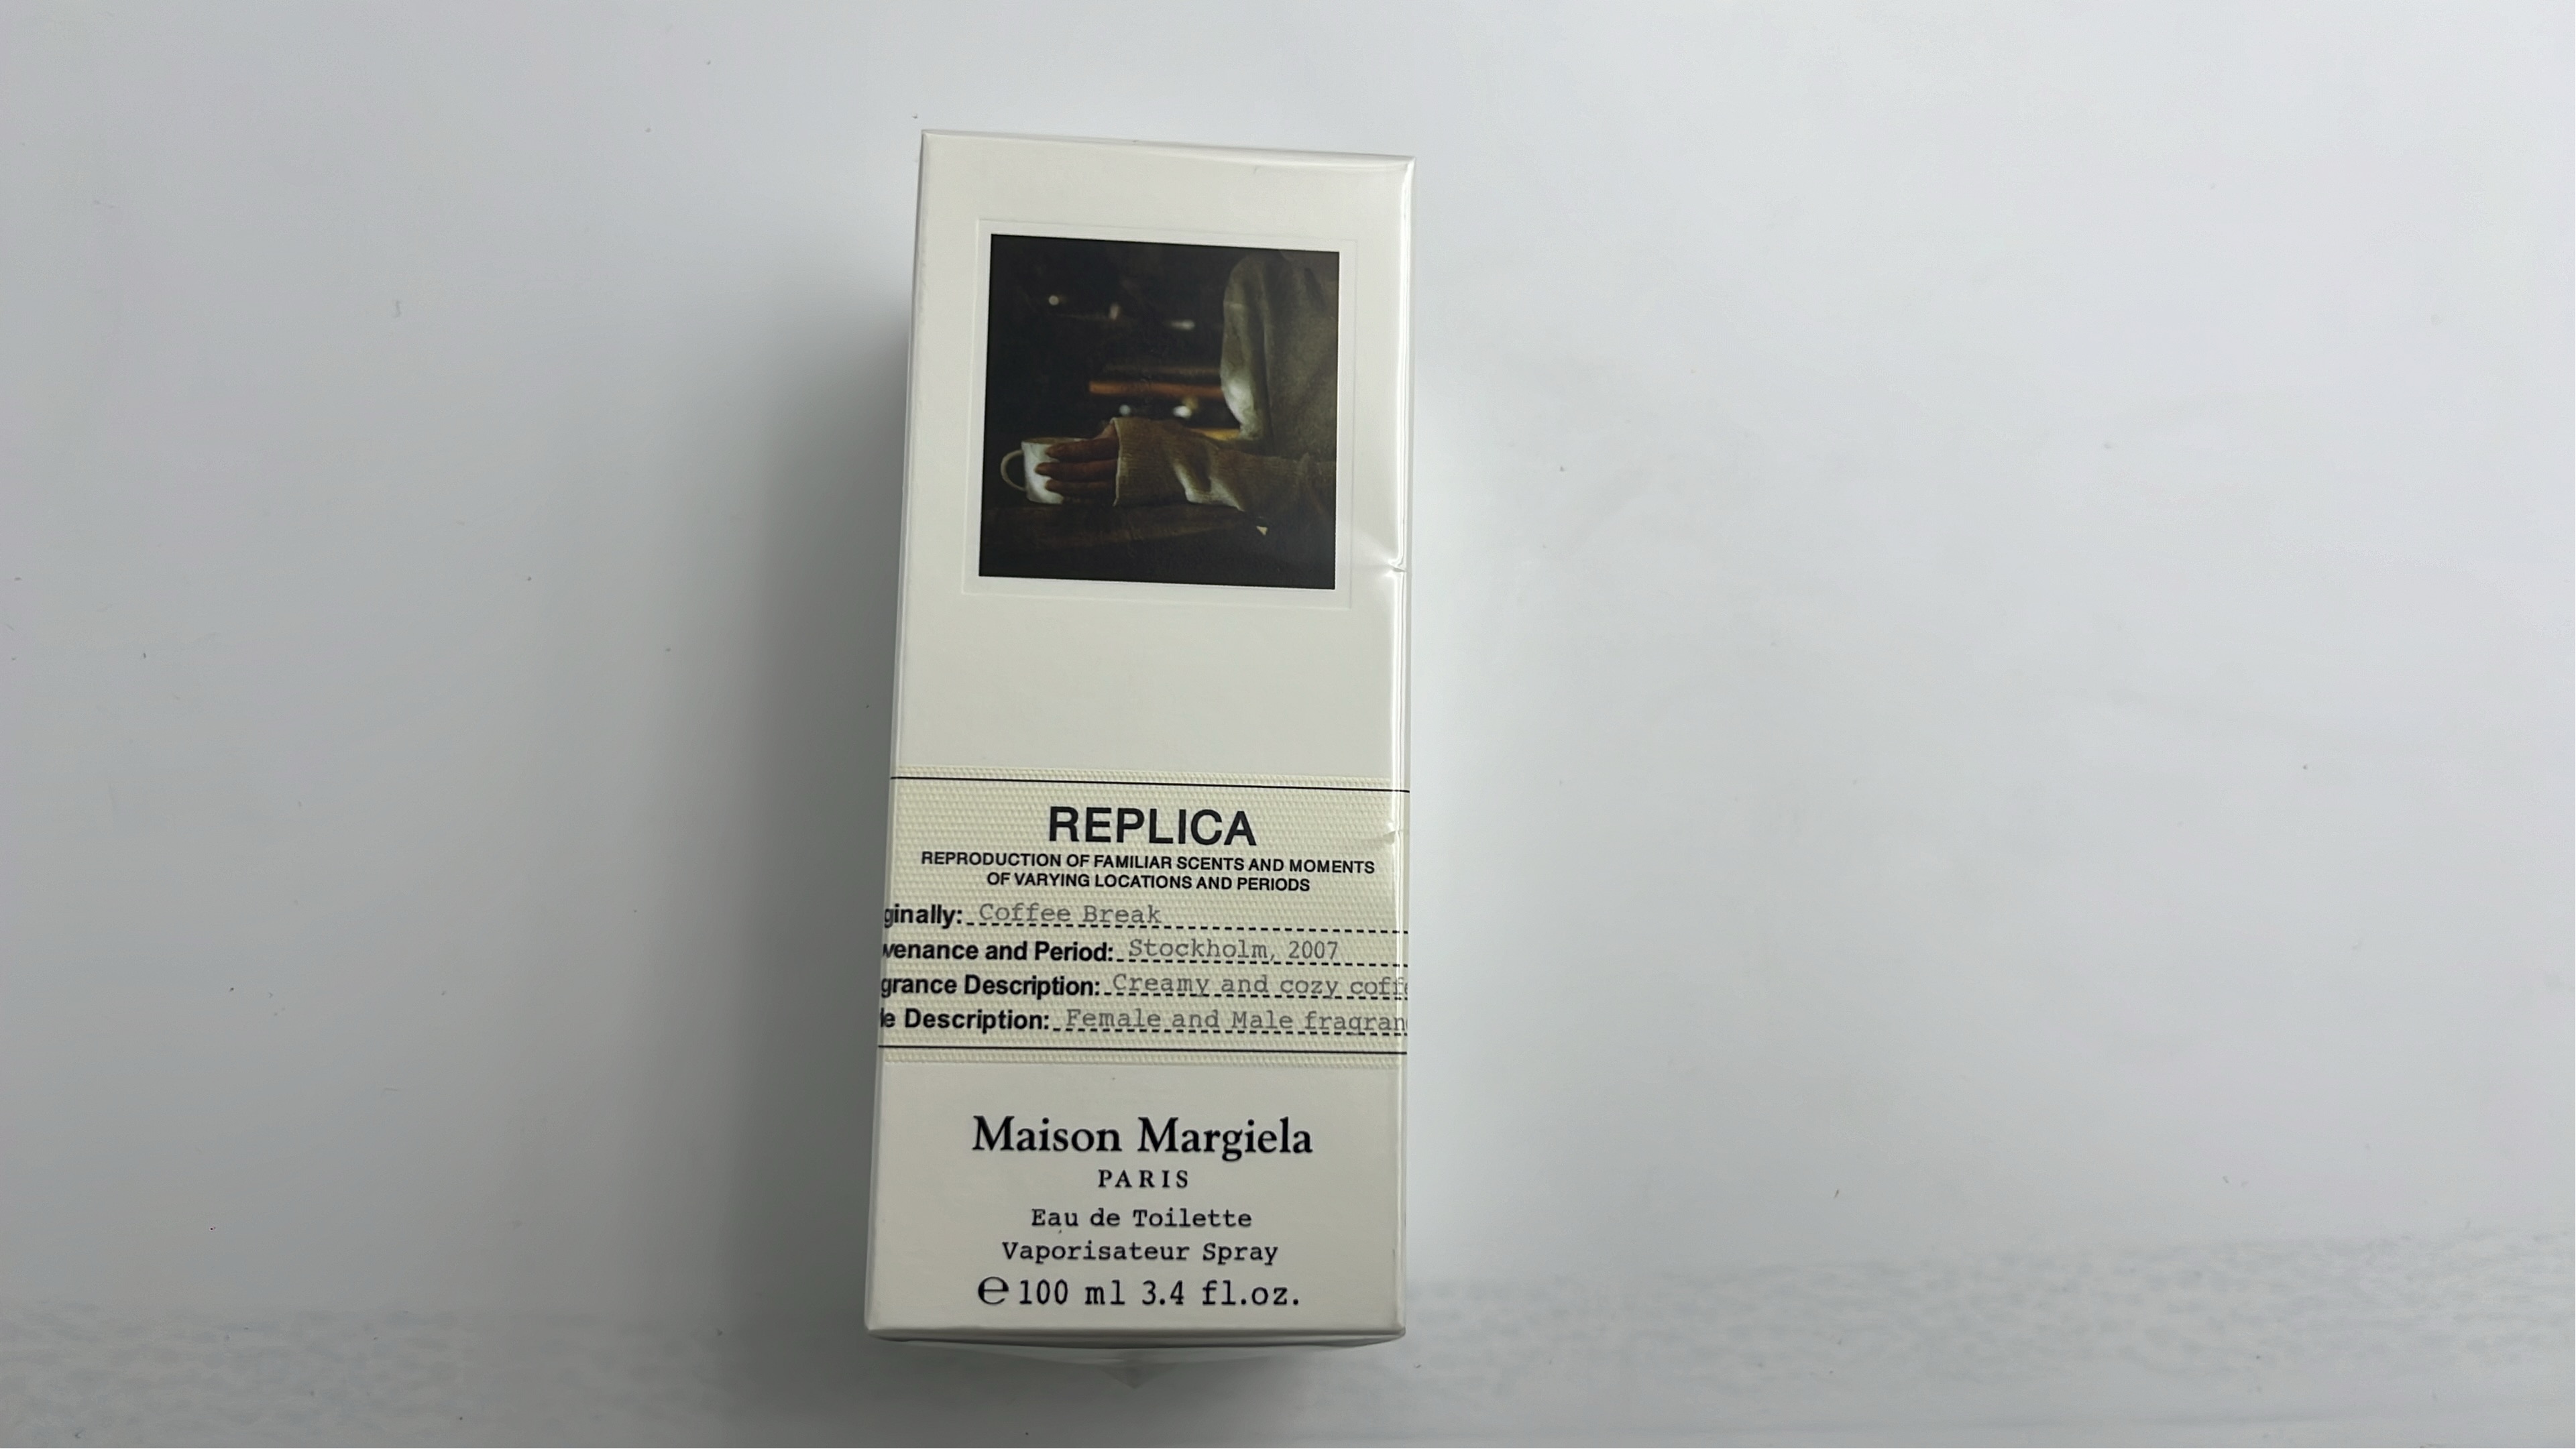 REPLICA
REPRODUCTION OF FAMILIAR SCENTS AND MOMENTS
OF VARYING LOCATIONS AND PERIODS
ginally: Coffee Break
venance and Period: Stockholm, 2007
grance Description: Creamy and cozy coffe
le Description: Female and Male fragran
Maison Margiela
PARIS
Eau de Toilette
Vaporisateur Spray
℮ 100 ml 3.4 fl.oz.